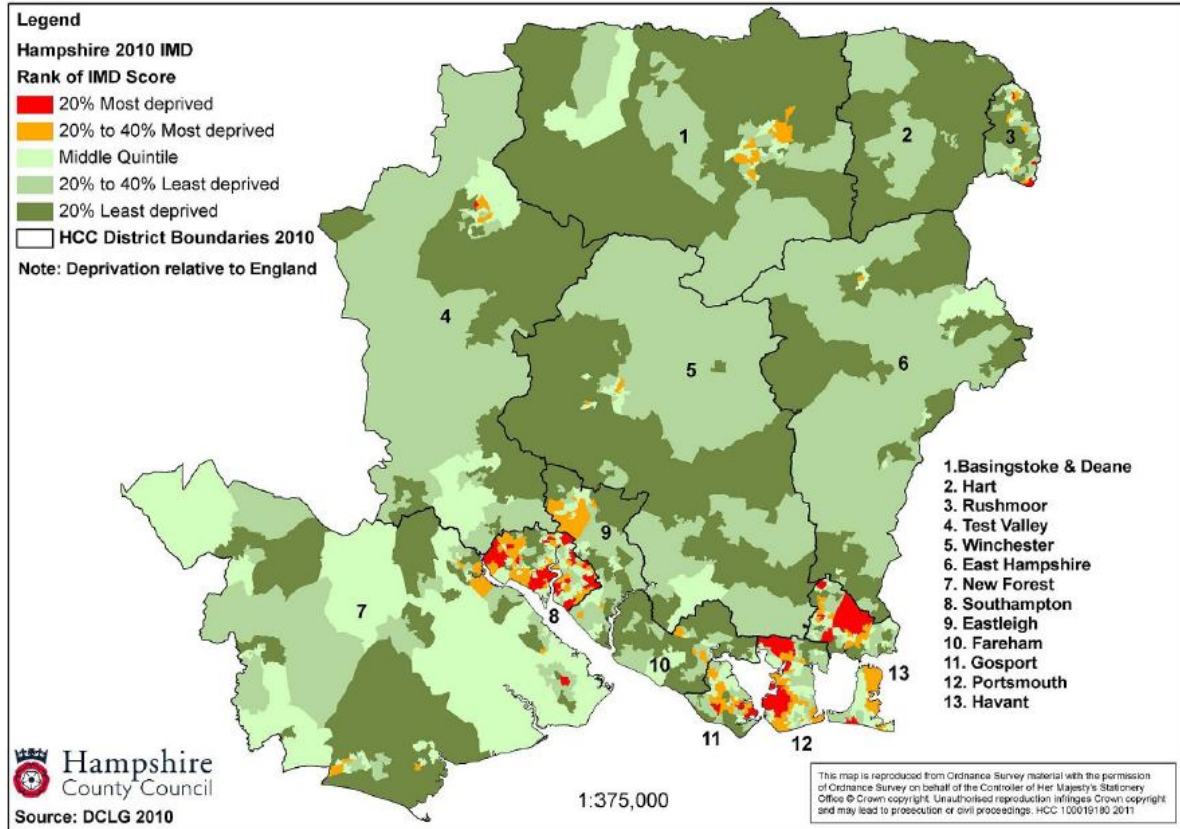 Legend
Hampshire 2010 IMD
Rank of IMD Score
20% Most deprived
20% to 40% Most deprived
Middle Quintile
20% to 40% Least deprived
20% Least deprived
HCC District Boundaries 2010
Note: Deprivation relative to England
1
2
3
4
5
6
7
8
9
10
11
12
13
1.Basingstoke & Deane
2. Hart
3. Rushmoor
4. Test Valley
5. Winchester
6. East Hampshire
7. New Forest
8. Southampton
9. Eastleigh
10. Fareham
11. Gosport
12. Portsmouth
13. Havant
Hampshire
County Council
Source: DCLG 2010
1:375,000
This map is reproduced from Ordnance Survey material with the permission
of Ordnance Survey on behalf of the Controller of Her Majesty's Stationery
Office © Crown copyright. Unauthorised reproduction infringes Crown copyright
and may lead to prosecution or civil proceedings. HCC 100019180 2011